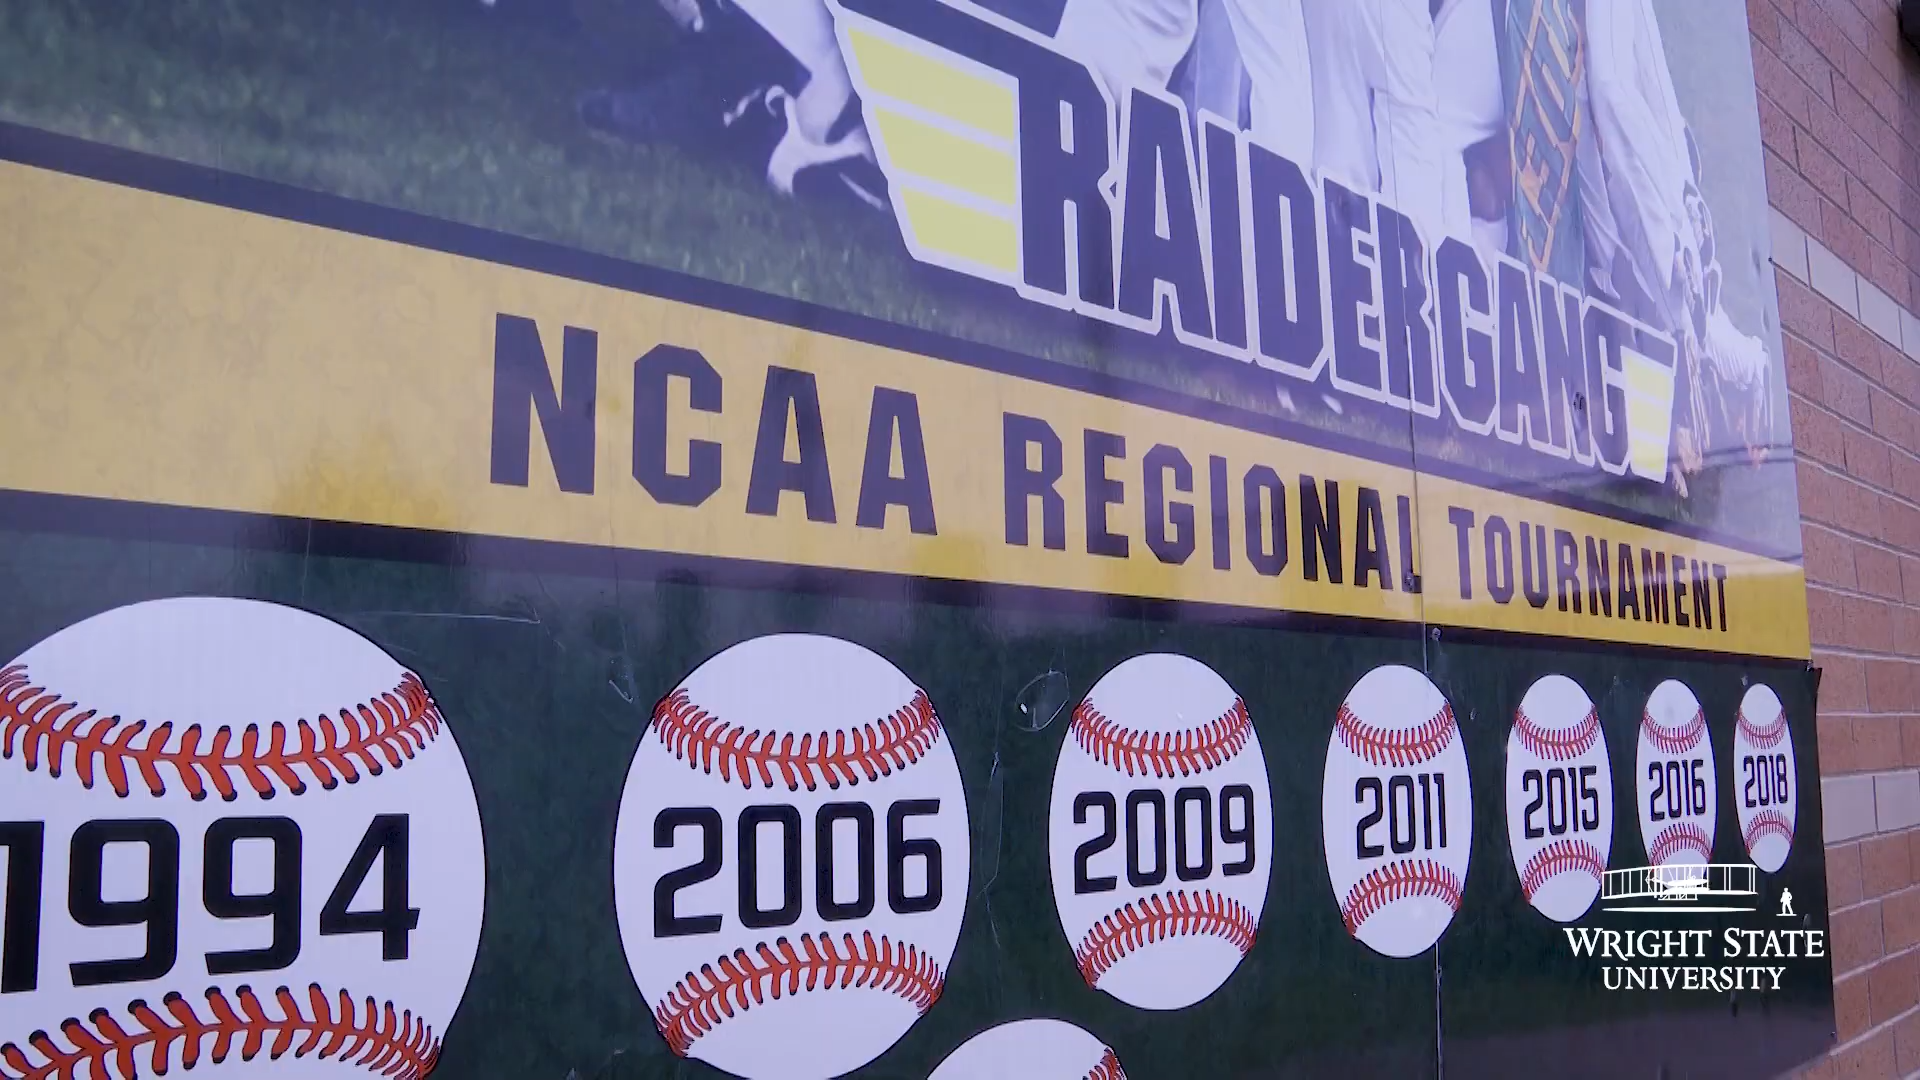 RAIDERGANG
NCAA REGIONAL TOURNAMENT
1994 2006 2009 2011 2015 2016 2018
WRIGHT STATE
UNIVERSITY